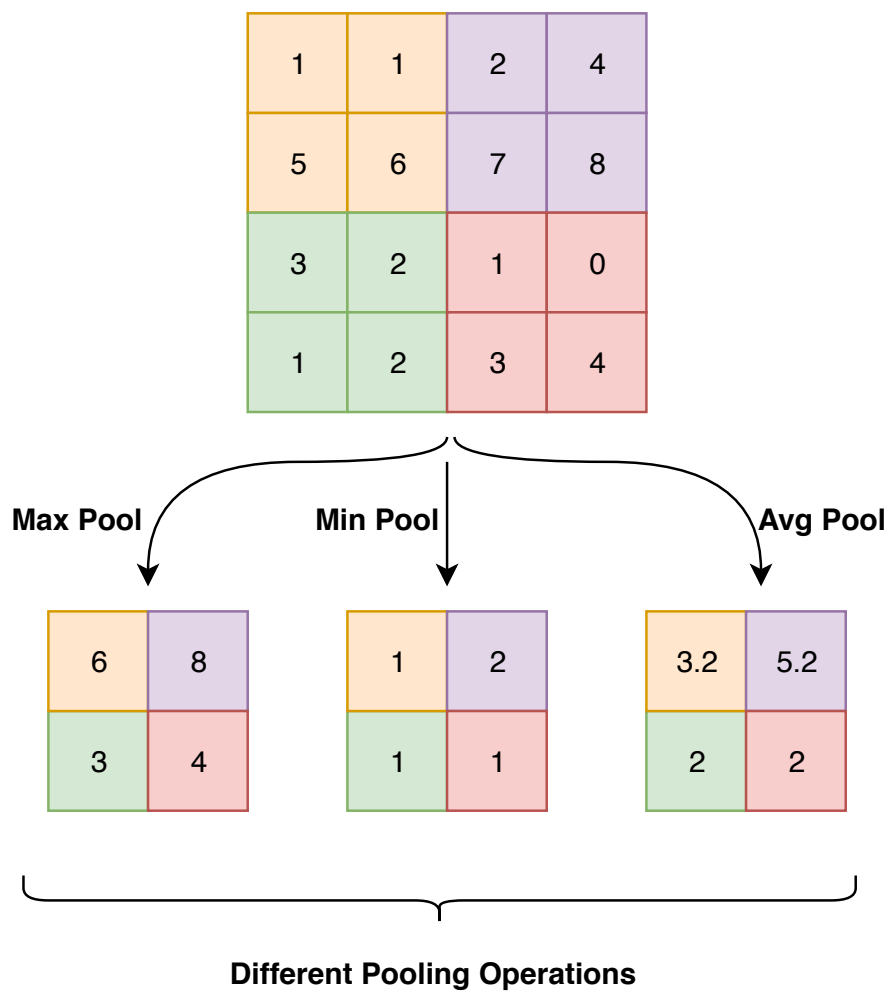 1 1 2 4
5 6 7 8
3 2 1 0
1 2 3 4
Max Pool Min Pool Avg Pool
6 8 1 2 3.2 5.2
3 4 1 1 2 2
Different Pooling Operations